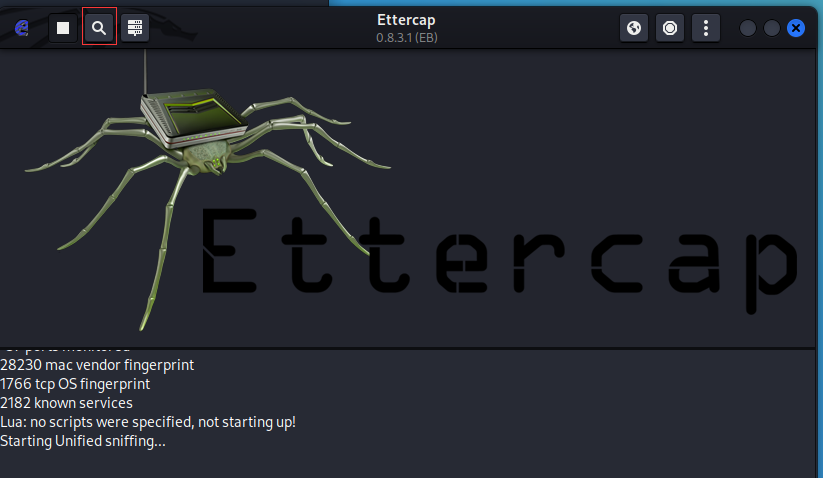 Ettercap
0.8.3.1 (EB)
Ettercap
28230 mac vendor fingerprint
1766 tcp OS fingerprint
2182 known services
Lua: no scripts were specified, not starting up!
Starting Unified sniffing...